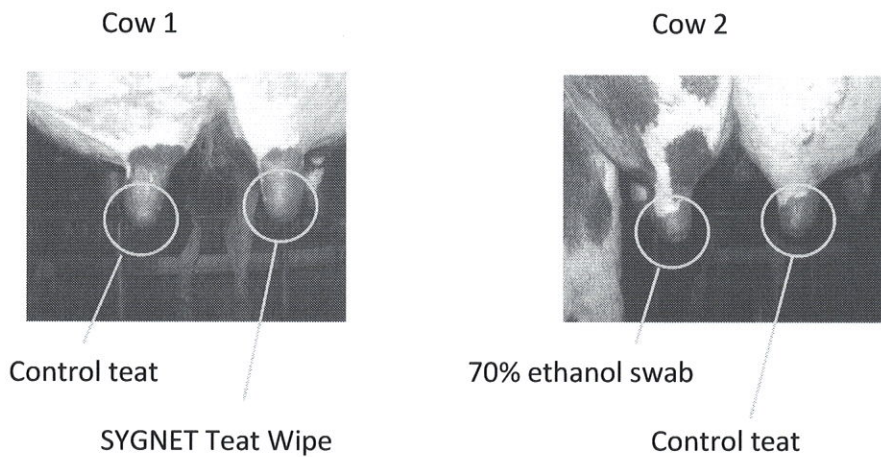 Cow 1
Cow 2
Control teat
SYGNET Teat Wipe
70% ethanol swab
Control teat